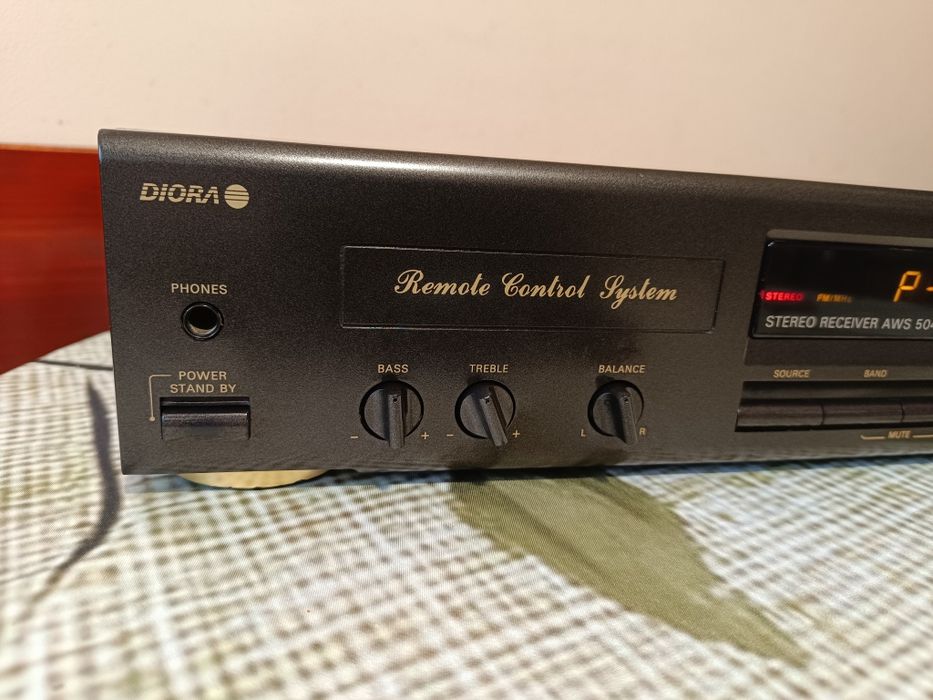 DIORA
PHONES
POWER
STAND BY
Remote Control System
BASS
- +
TREBLE
- +
BALANCE
L R
STEREO FM/MHz P-
STEREO RECEIVER AWS 504
SOURCE BAND
MUTE